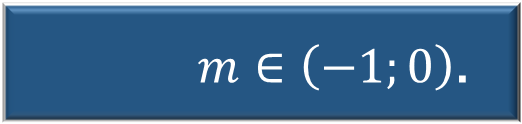 m ∈ (−1; 0).